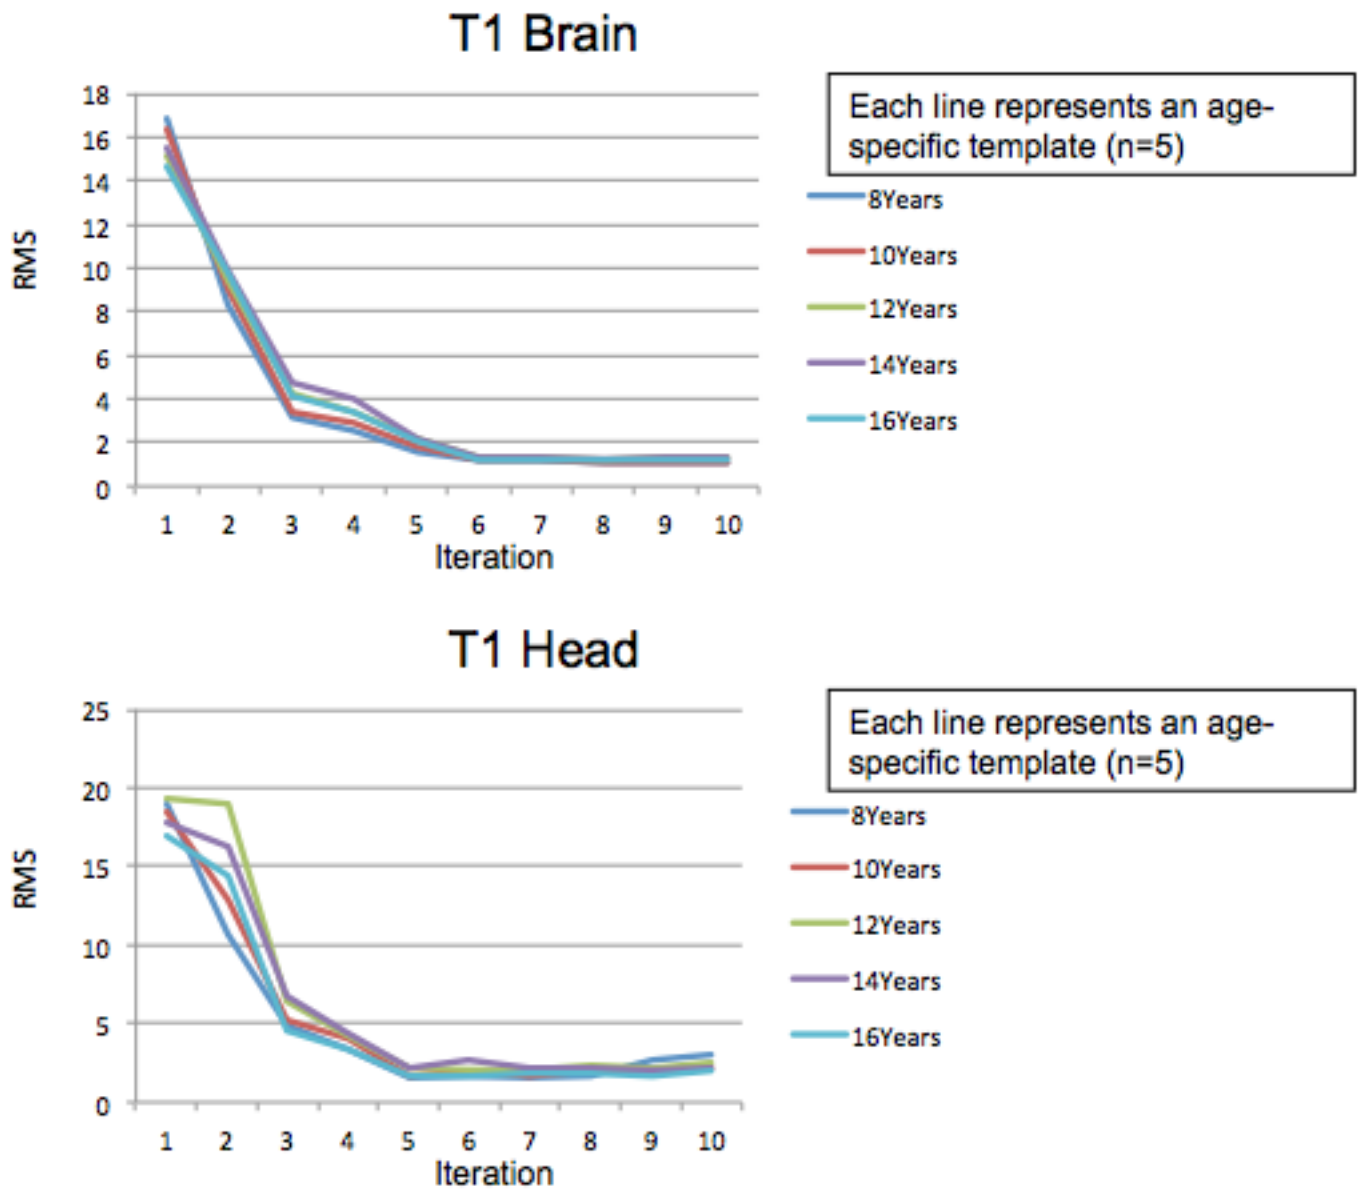 T1 Brain
18
16
14
12
10
8
6
4
2
0
RMS
1 2 3 4 5 6 7 8 9 10
Iteration
Each line represents an age-
specific template (n=5)
8Years
10Years
12Years
14Years
16Years
T1 Head
25
20
15
10
5
0
RMS
1 2 3 4 5 6 7 8 9 10
Iteration
Each line represents an age-
specific template (n=5)
8Years
10Years
12Years
14Years
16Years